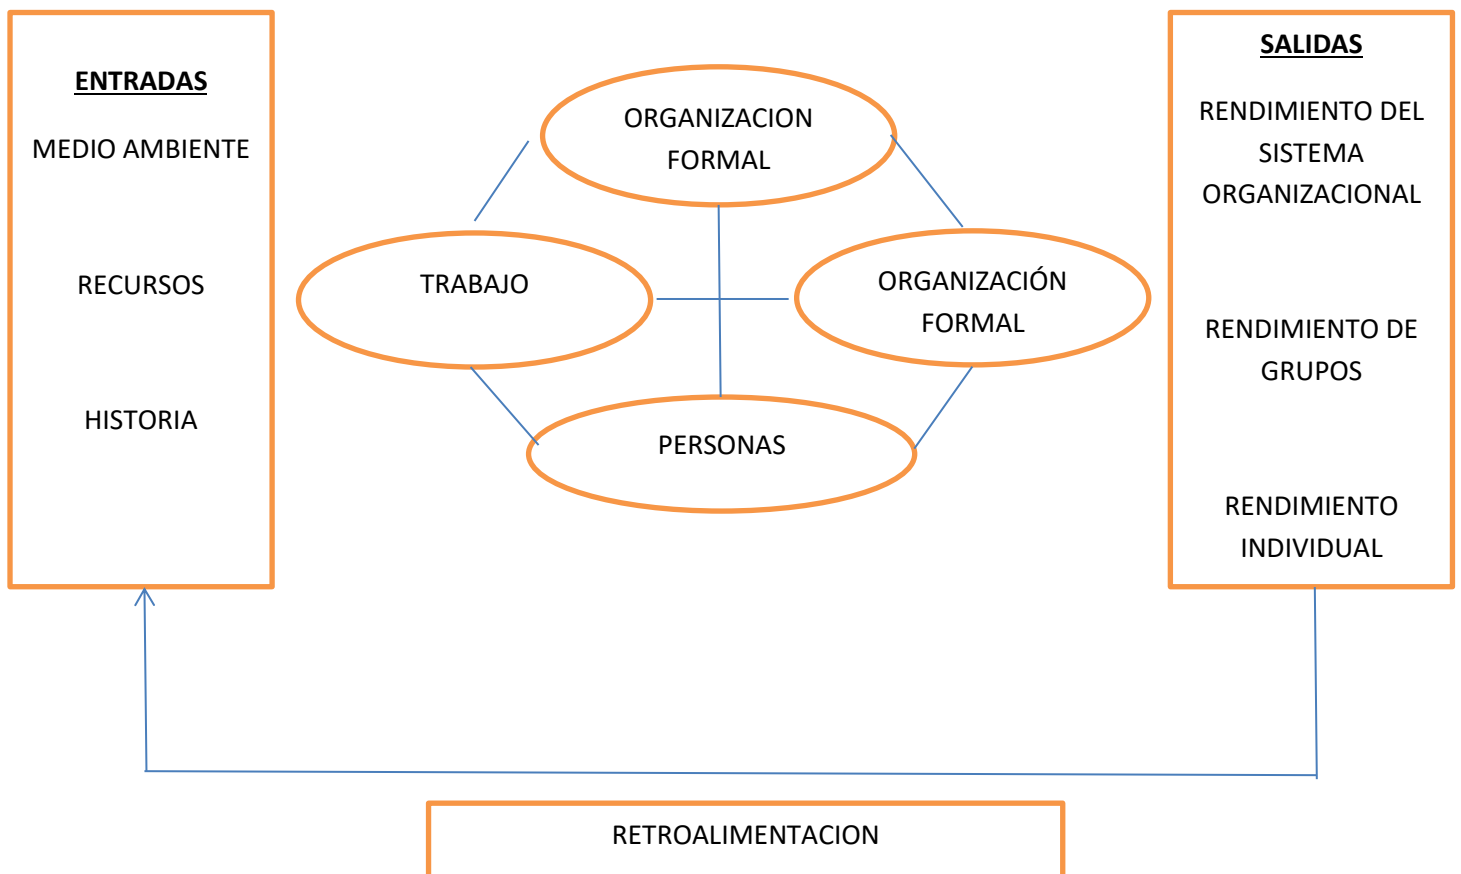 ENTRADAS
MEDIO AMBIENTE
RECURSOS
HISTORIA
ORGANIZACION
FORMAL
TRABAJO
ORGANIZACIÓN
FORMAL
PERSONAS
SALIDAS
RENDIMIENTO DEL
SISTEMA
ORGANIZACIONAL
RENDIMIENTO DE
GRUPOS
RENDIMIENTO
INDIVIDUAL
RETROALIMENTACION